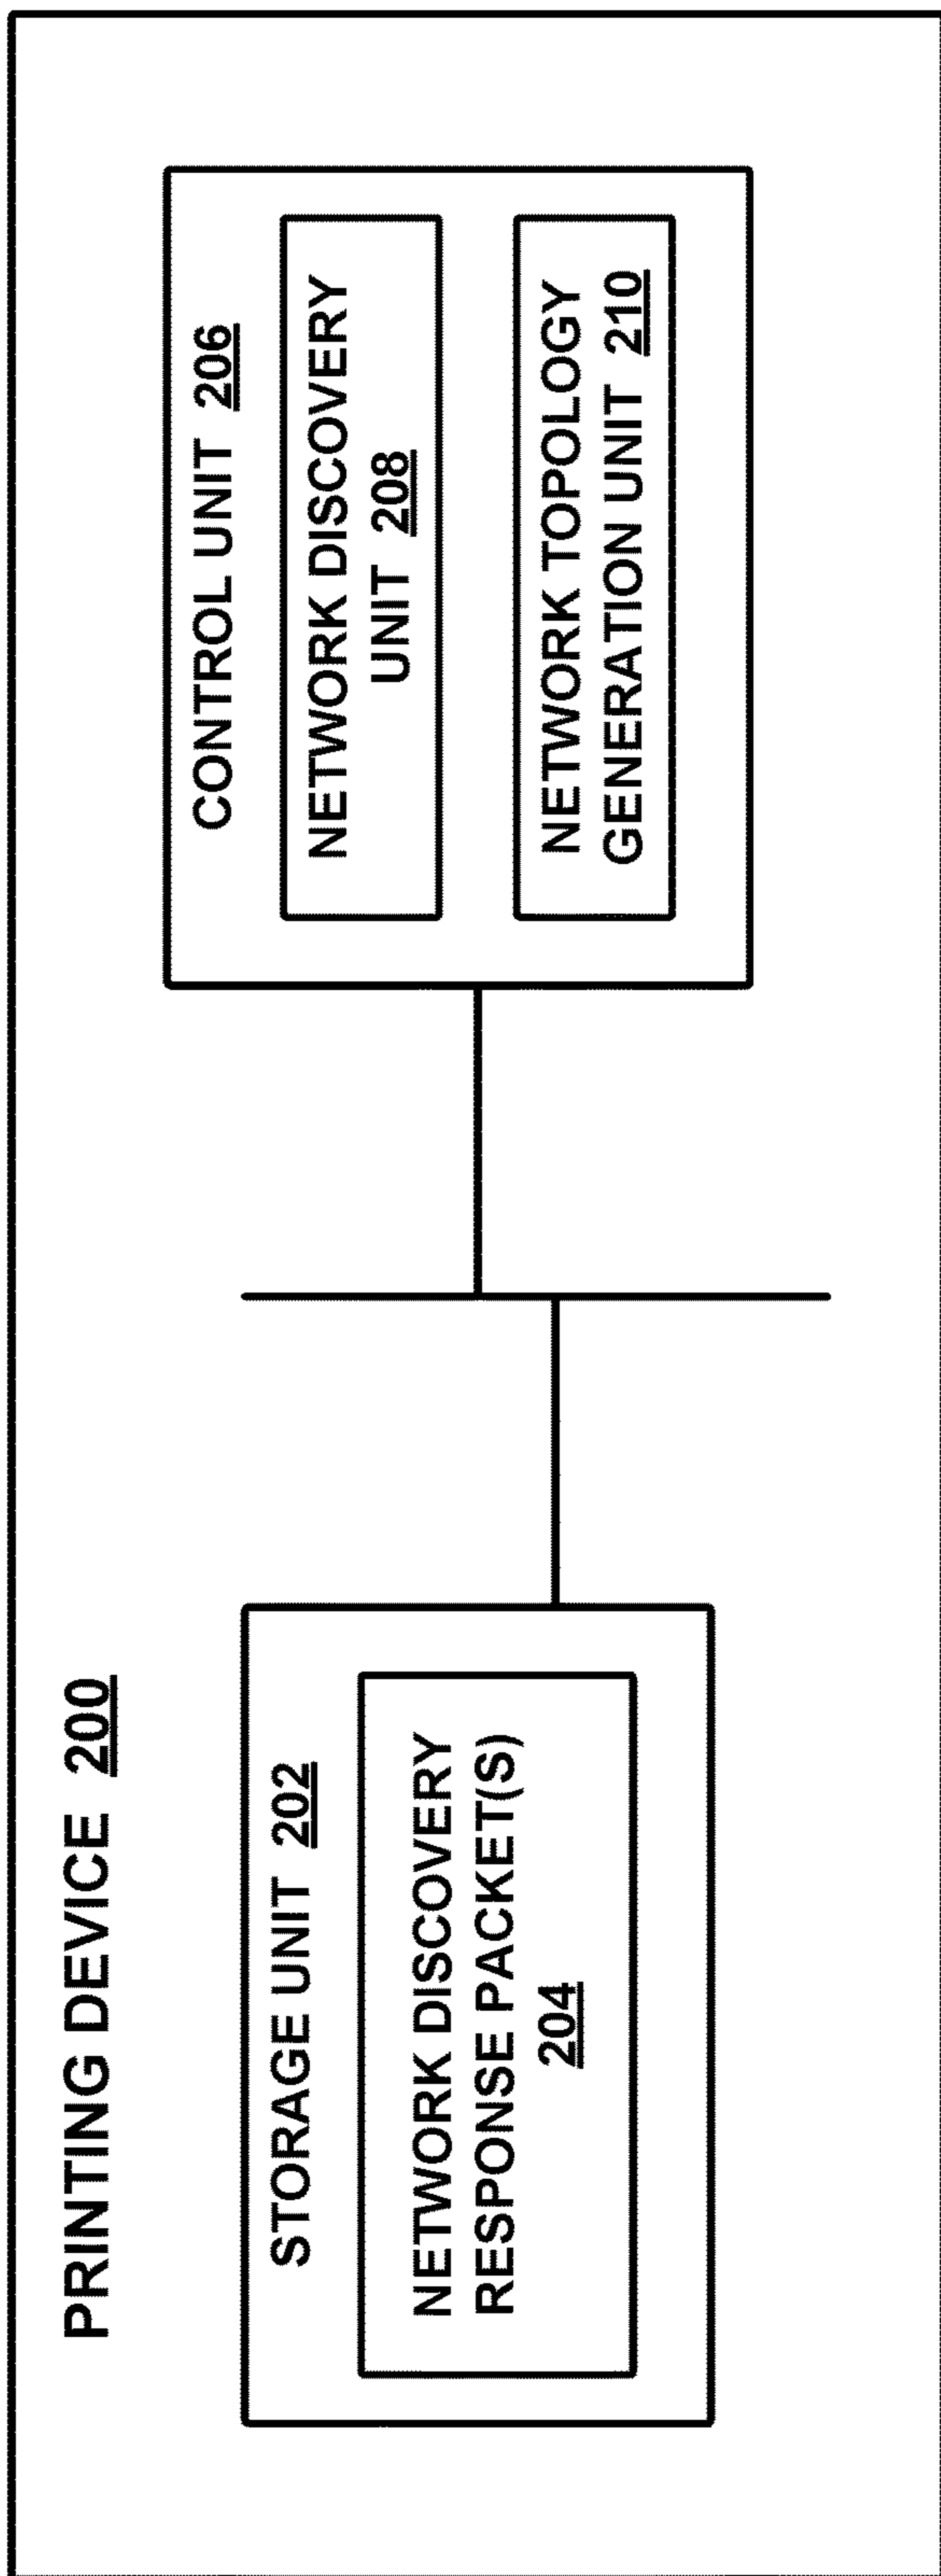 PRINTING DEVICE 200
STORAGE UNIT 202
NETWORK DISCOVERY
RESPONSE PACKET(S)
204
CONTROL UNIT 206
NETWORK DISCOVERY
UNIT 208
NETWORK TOPOLOGY
GENERATION UNIT 210